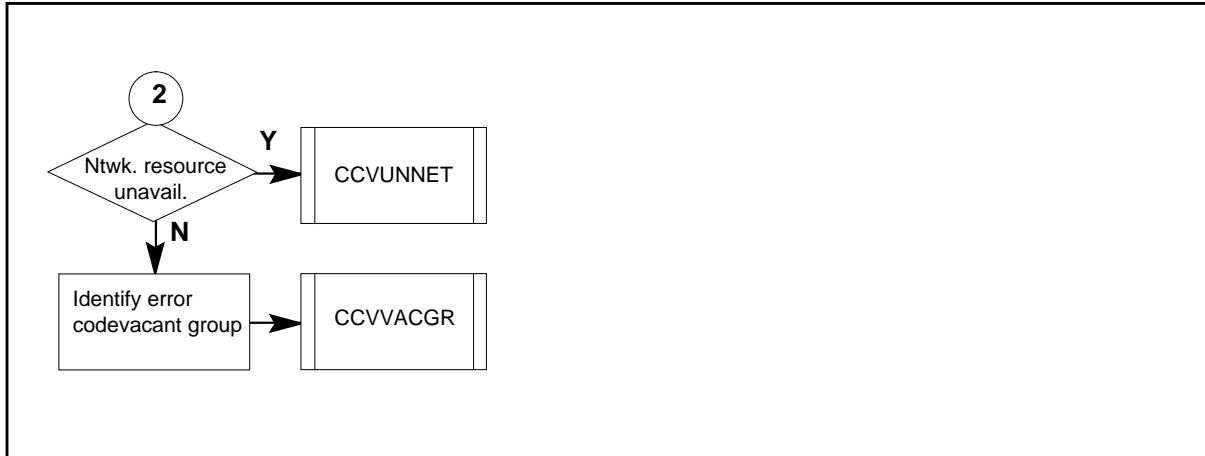 2
Y
Ntwk. resource
unavail.
CCVUNNET
N
Identify error
codevacant group
CCVVACGR